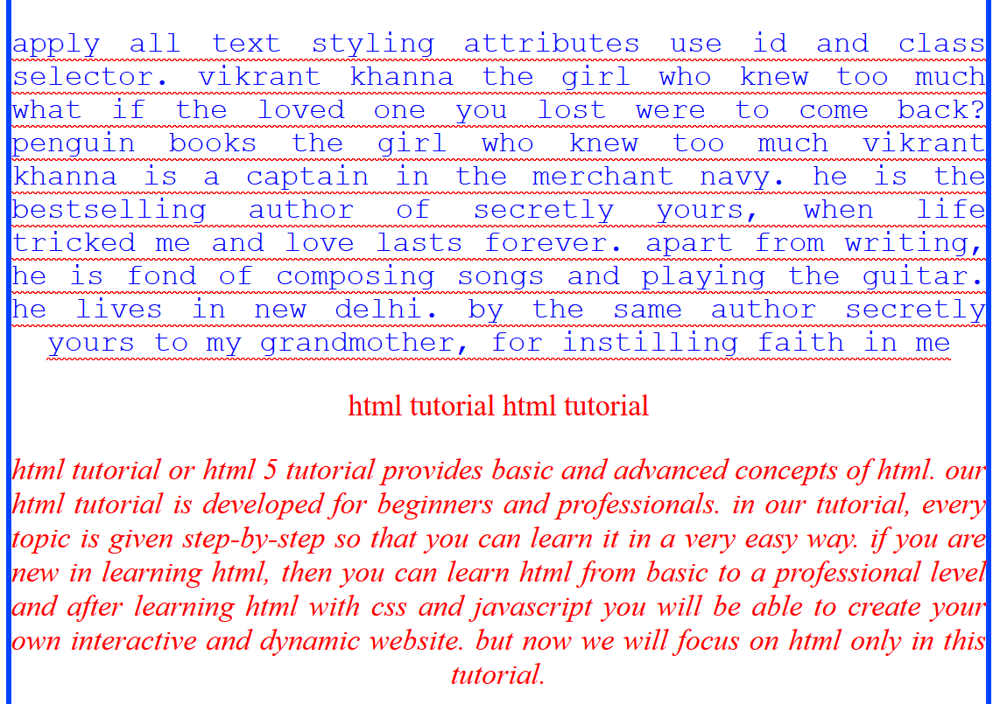 apply all text styling attributes use id and class
selector. vikrant khanna the girl who knew too much
what if the loved one you lost were to come back?
penguin books the girl who knew too much vikrant
khanna is a captain in the merchant navy. he is the
bestselling author of secretly yours, when life
tricked me and love lasts forever. apart from writing,
he is fond of composing songs and playing the guitar.
he lives in new delhi. by the same author secretly
yours to my grandmother, for instilling faith in me
html tutorial html tutorial
html tutorial or html 5 tutorial provides basic and advanced concepts of html. our
html tutorial is developed for beginners and professionals. in our tutorial, every
topic is given step-by-step so that you can learn it in a very easy way. if you are
new in learning html, then you can learn html from basic to a professional level
and after learning html with css and javascript you will be able to create your
own interactive and dynamic website. but now we will focus on html only in this
tutorial.